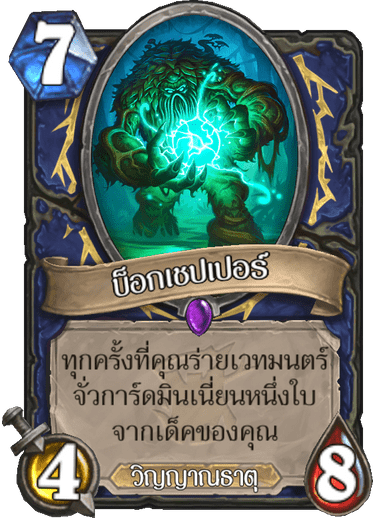 7
บ็อกเชปเปอร์
ทุกครั้งที่คุณร่ายเวทมนตร์
จั่วการ์ดมินเนี่ยนหนึ่งใบ
จากเด็คของคุณ
4
วิญญาณธาตุ
8